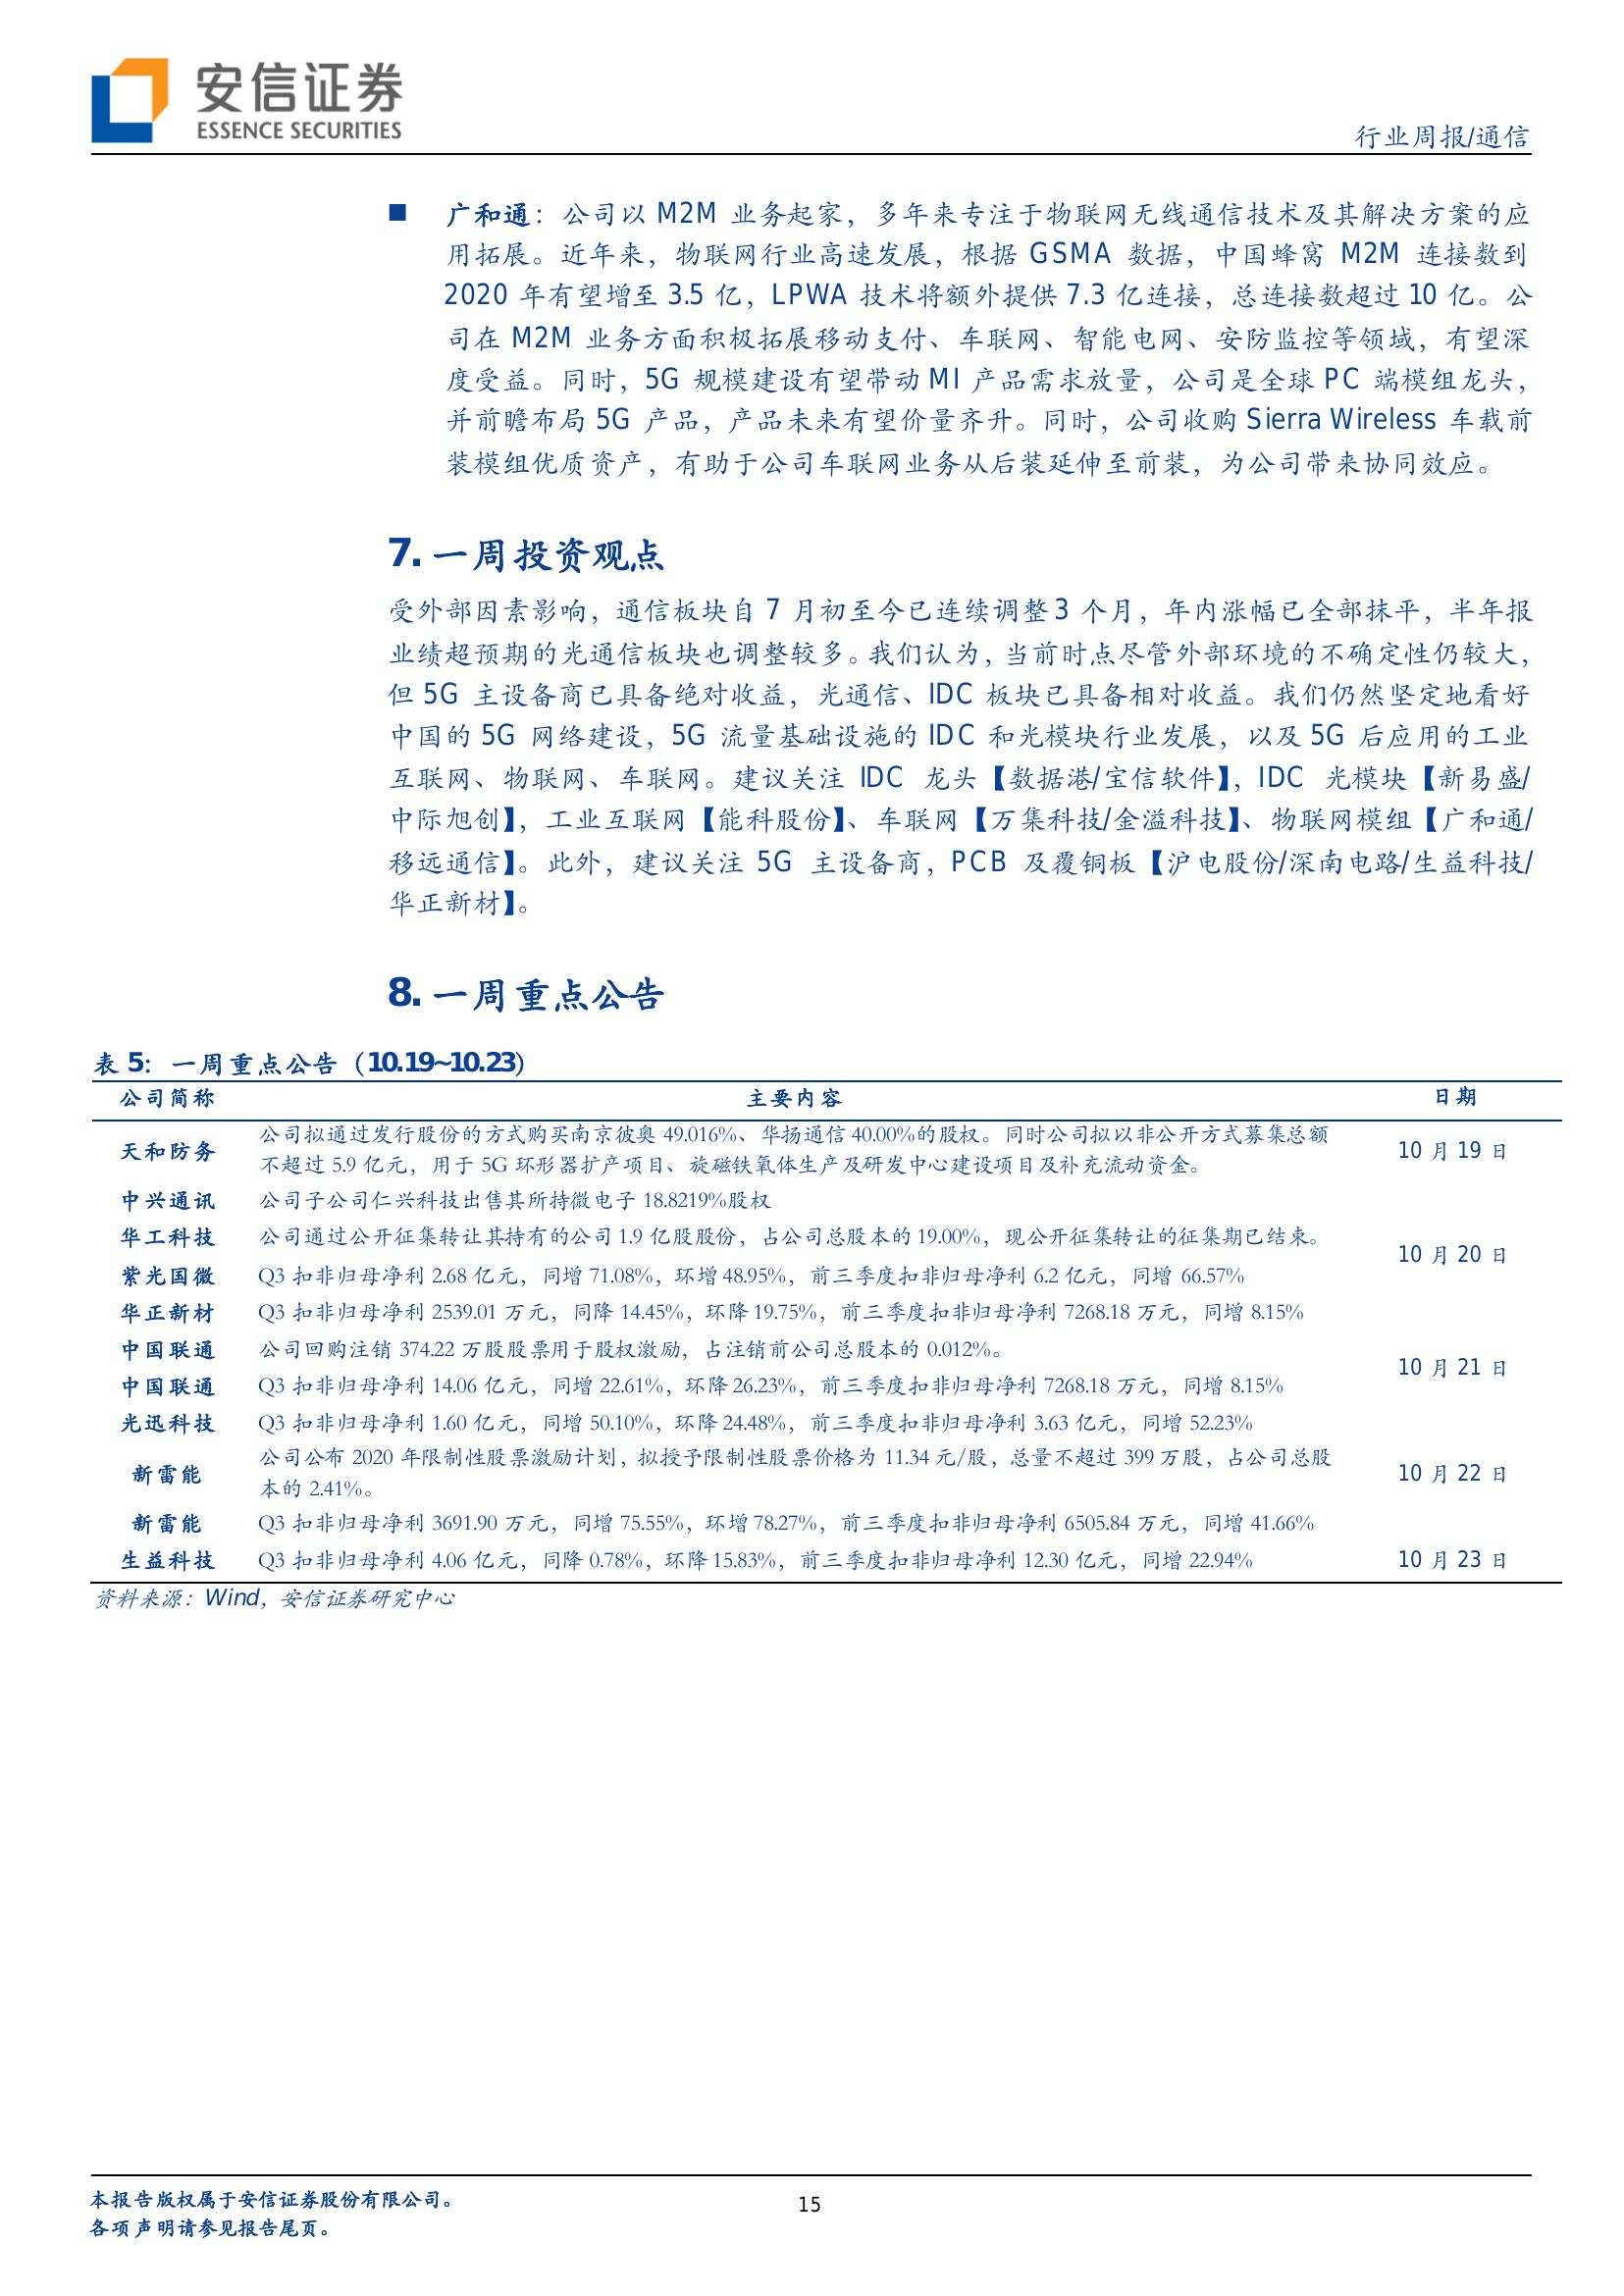 安信证券
ESSENCE SECURITIES
行业周报/通信
■ 广和通：公司以 M2M 业务起家，多年来专注于物联网无线通信技术及其解决方案的应
用拓展。近年来，物联网行业高速发展，根据 GSMA 数据，中国蜂窝 M2M 连接数到
2020 年有望增至 3.5 亿，LPWA 技术将额外提供 7.3 亿连接，总连接数超过 10 亿。公
司在 M2M 业务方面积极拓展移动支付、车联网、智能电网、安防监控等领域，有望深
度受益。同时，5G 规模建设有望带动 MI 产品需求放量，公司是全球 PC 端模组龙头，
并前瞻布局 5G 产品，产品未来有望价量齐升。同时，公司收购 Sierra Wireless 车载前
装模组优质资产，有助于公司车联网业务从后装延伸至前装，为公司带来协同效应。
7. 一周投资观点
受外部因素影响，通信板块自 7 月初至今已连续调整 3 个月，年内涨幅已全部抹平，半年报
业绩超预期的光通信板块也调整较多。我们认为，当前时点尽管外部环境的不确定性仍较大，
但 5G 主设备商已具备绝对收益，光通信、IDC 板块已具备相对收益。我们仍然坚定地看好
中国的 5G 网络建设，5G 流量基础设施的 IDC 和光模块行业发展，以及 5G 后应用的工业
互联网、物联网、车联网。建议关注 IDC 龙头【数据港/宝信软件】，IDC 光模块【新易盛/
中际旭创】，工业互联网【能科股份】、车联网【万集科技/金溢科技】、物联网模组【广和通/
移远通信】。此外，建议关注 5G 主设备商，PCB 及覆铜板【沪电股份/深南电路/生益科技/
华正新材】。
8. 一周重点公告
表 5：一周重点公告（10.19~10.23）
公司简称 主要内容 日期
天和防务 公司拟通过发行股份的方式购买南京彼奥 49.016%、华扬通信 40.00%的股权。同时公司拟以非公开方式募集总额
不超过 5.9 亿元，用于 5G 环形器扩产项目、旋磁铁氧体生产及研发中心建设项目及补充流动资金。 10 月 19 日
中兴通讯 公司子公司仁兴科技出售其所持微电子 18.8219%股权
华工科技 公司通过公开征集转让其持有的公司 1.9 亿股股份，占公司总股本的 19.00%，现公开征集转让的征集期已结束。
10 月 20 日
紫光国微 Q3 扣非归母净利 2.68 亿元，同增 71.08%，环增 48.95%，前三季度扣非归母净利 6.2 亿元，同增 66.57%
华正新材 Q3 扣非归母净利 2539.01 万元，同降 14.45%，环降 19.75%，前三季度扣非归母净利 7268.18 万元，同增 8.15%
中国联通 公司回购注销 374.22 万股股票用于股权激励，占注销前公司总股本的 0.012%。
10 月 21 日
中国联通 Q3 扣非归母净利 14.06 亿元，同增 22.61%，环降 26.23%，前三季度扣非归母净利 7268.18 万元，同增 8.15%
光迅科技 Q3 扣非归母净利 1.60 亿元，同增 50.10%，环降 24.48%，前三季度扣非归母净利 3.63 亿元，同增 52.23%
新雷能 公司公布 2020 年限制性股票激励计划，拟授予限制性股票价格为 11.34 元/股，总量不超过 399 万股，占公司总股
本的 2.41%。 10 月 22 日
新雷能 Q3 扣非归母净利 3691.90 万元，同增 75.55%，环增 78.27%，前三季度扣非归母净利 6505.84 万元，同增 41.66%
生益科技 Q3 扣非归母净利 4.06 亿元，同降 0.78%，环降 15.83%，前三季度扣非归母净利 12.30 亿元，同增 22.94% 10 月 23 日
资料来源：Wind，安信证券研究中心
本报告版权属于安信证券股份有限公司。
各项声明请参见报告尾页。
15